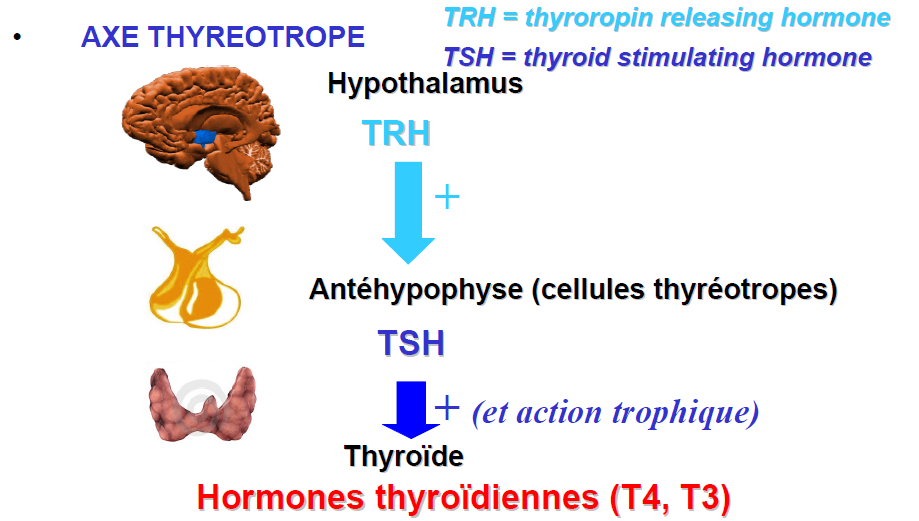 • AXE THYREOTROPE
TRH = thyroropin releasing hormone
TSH = thyroid stimulating hormone
Hypothalamus
TRH
+
Antéhypophyse (cellules thyréotropes)
TSH
+ (et action trophique)
Thyroïde
Hormones thyroïdiennes (T4, T3)